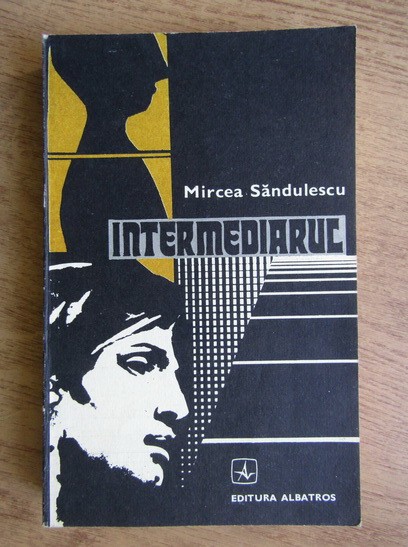 Mircea Săndulescu
INTERMEDIARUL
EDITURA ALBATROS